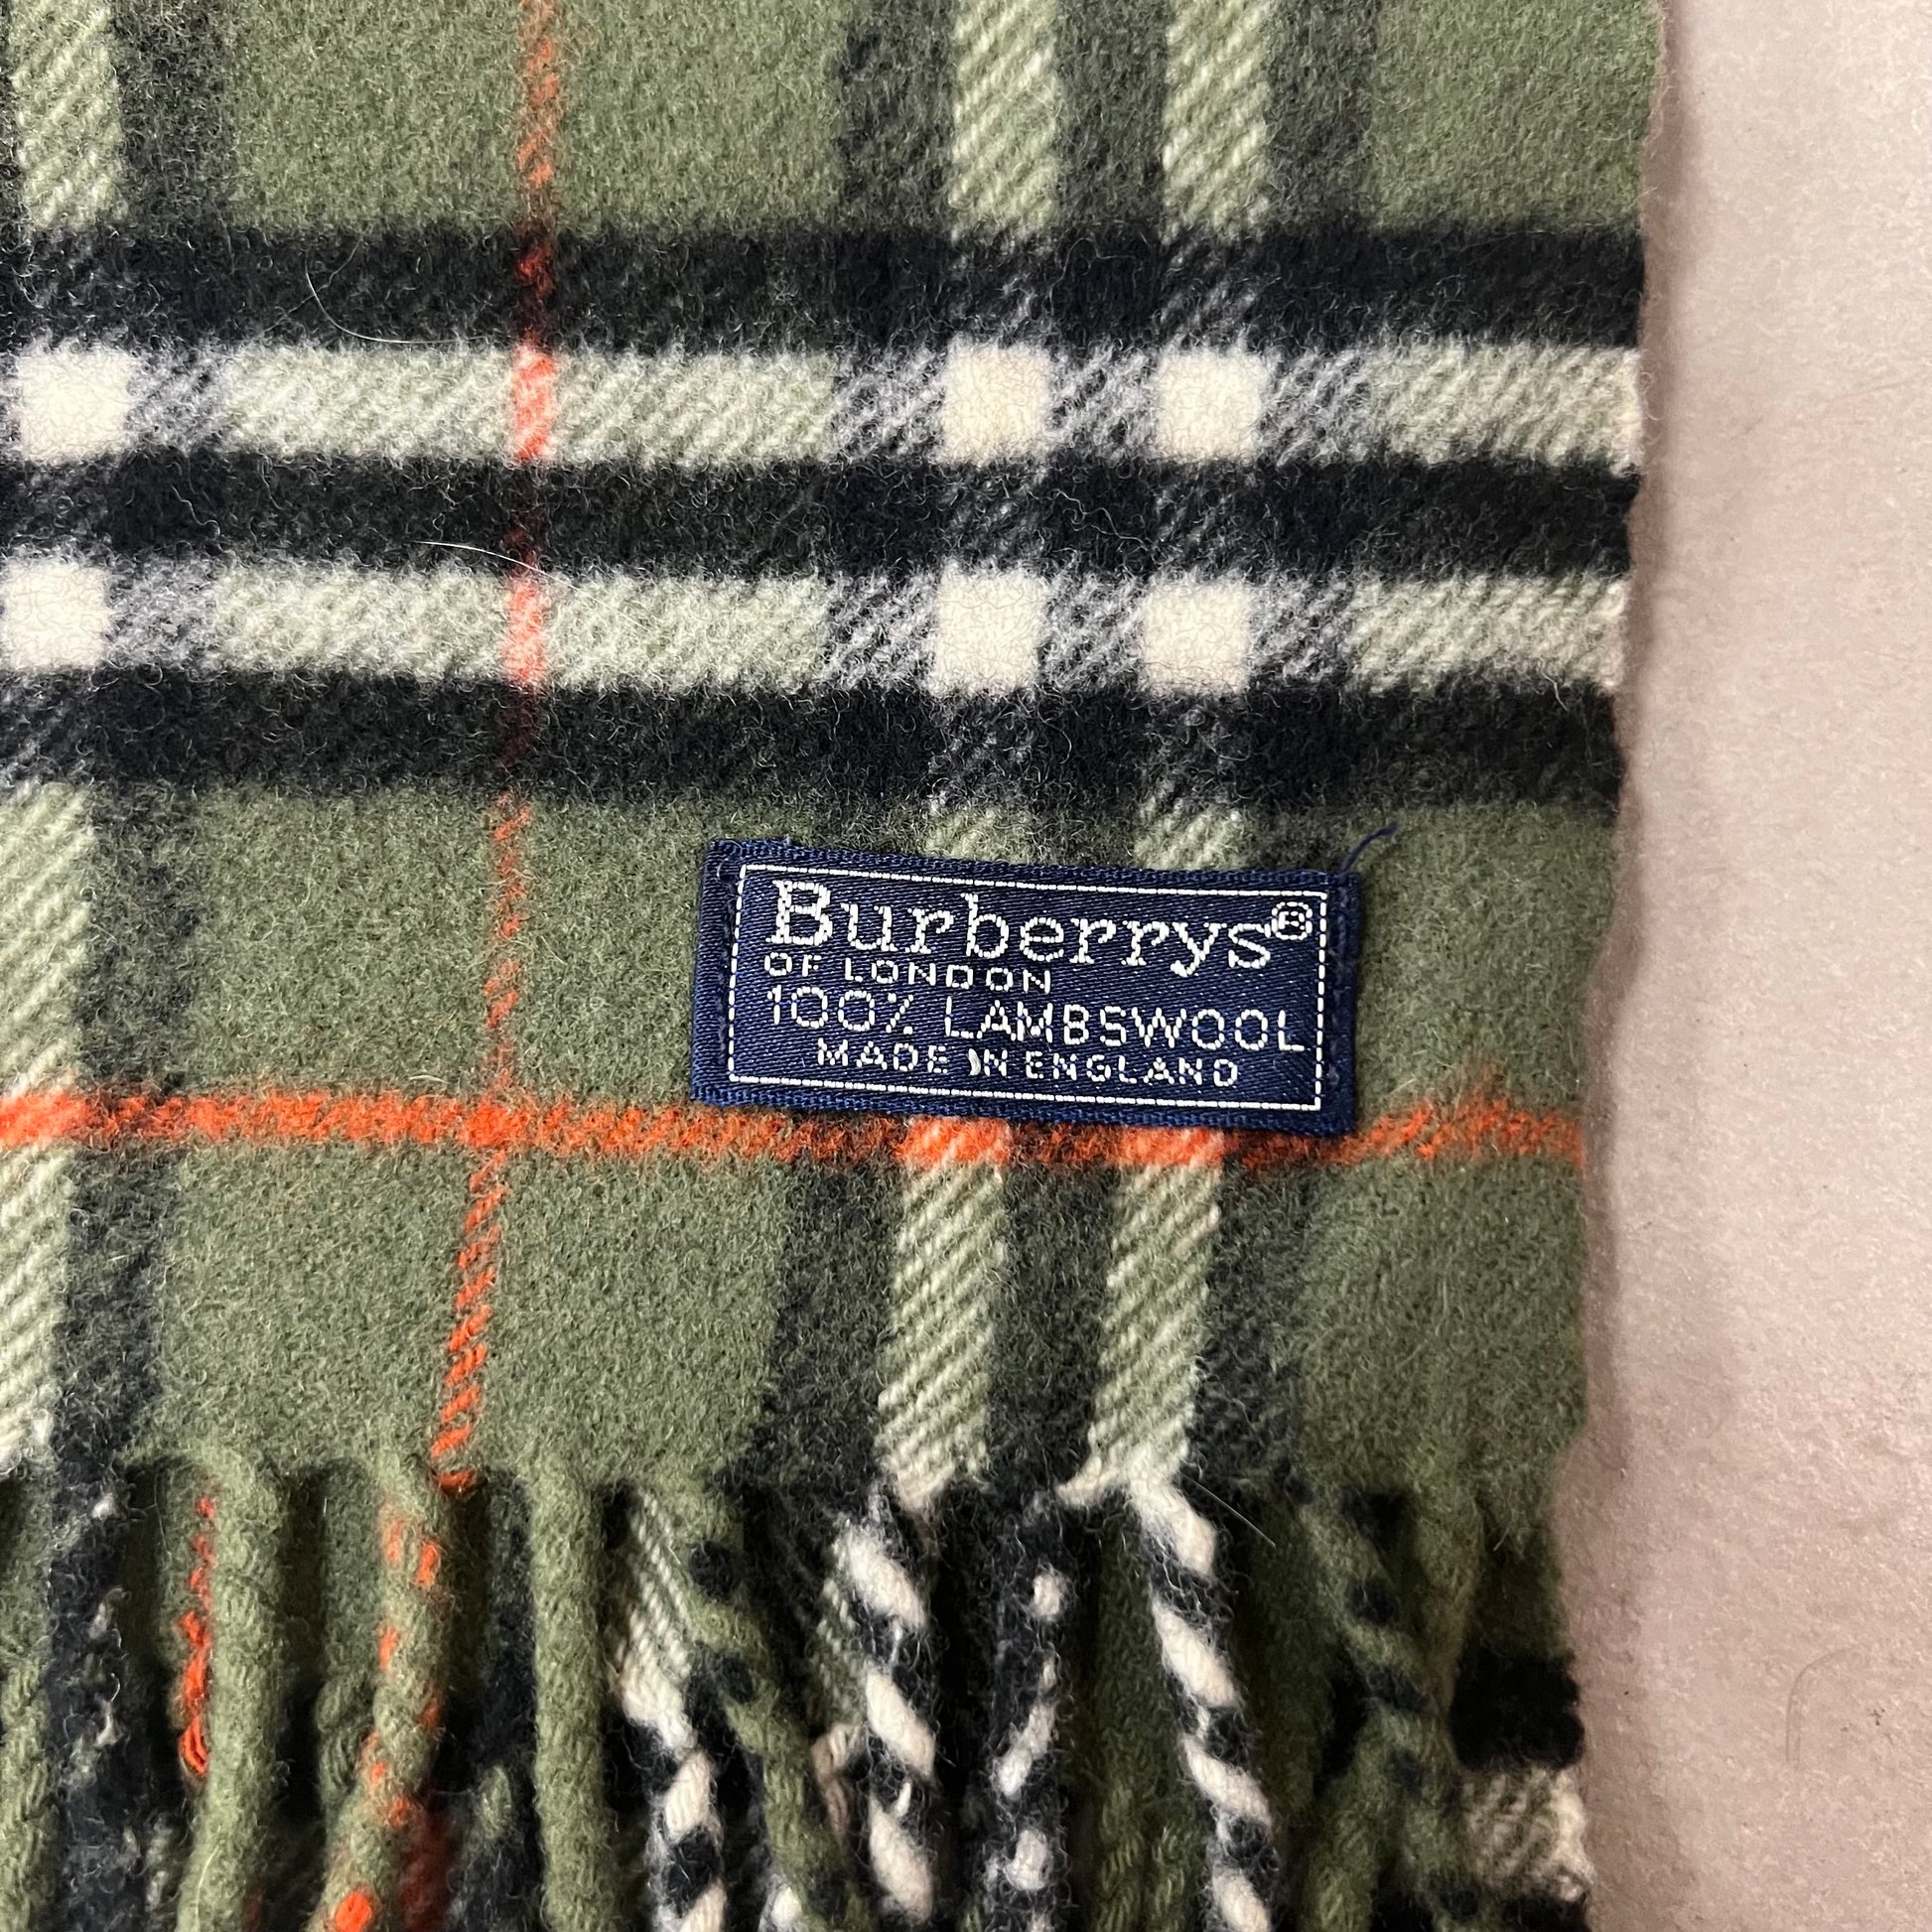 Burberrys®
OF LONDON
100% LAMBSWOOL
MADE IN ENGLAND